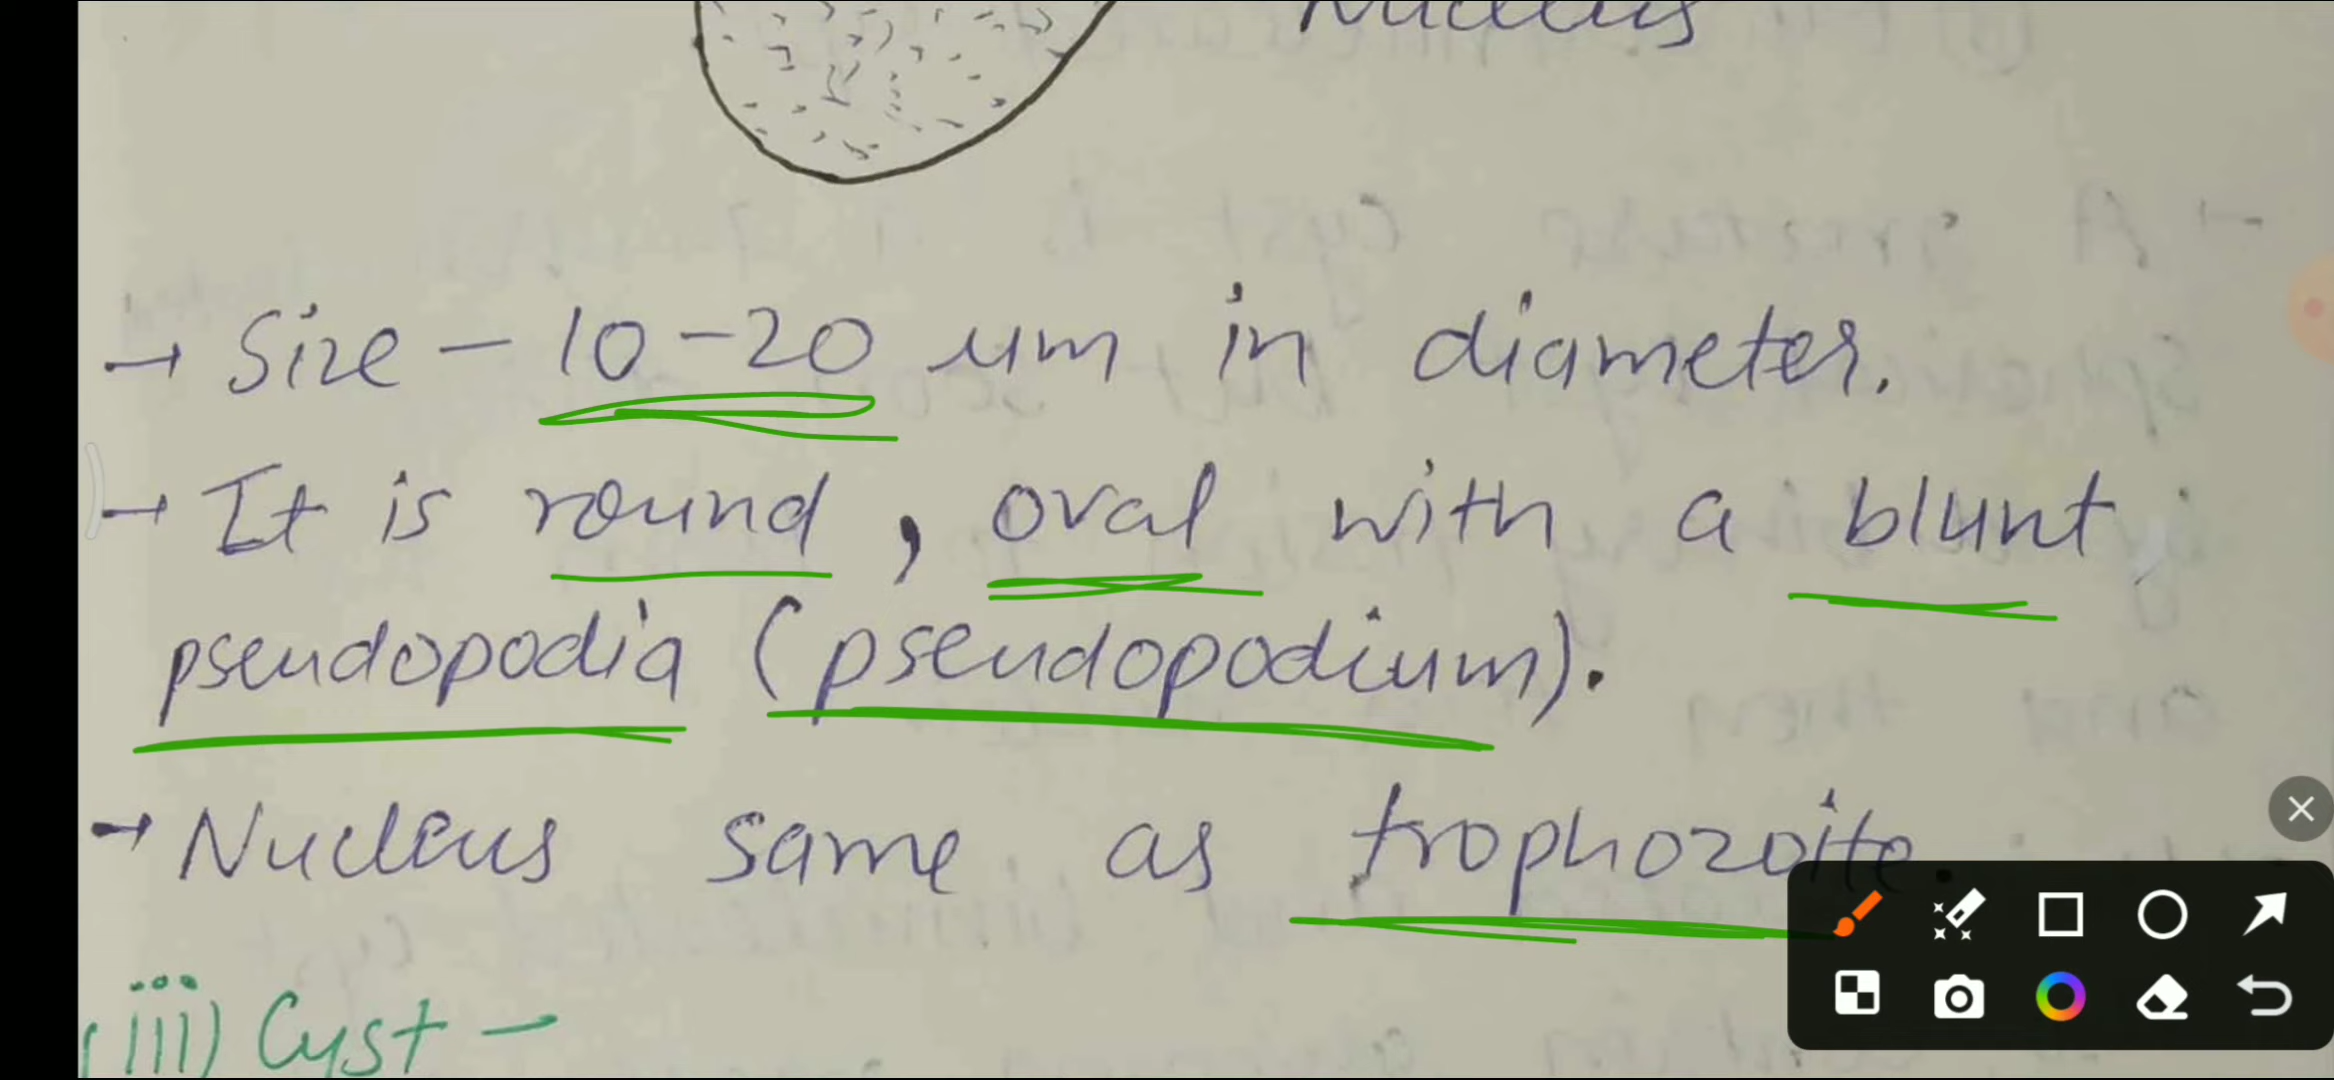 Nucleus
→ Size - 10-20 um in diameter.
→ It is round, oval with a blunt
pseudopodia (pseudopodium).
→ Nucleus same as trophozoite.
(iii) Cyst -